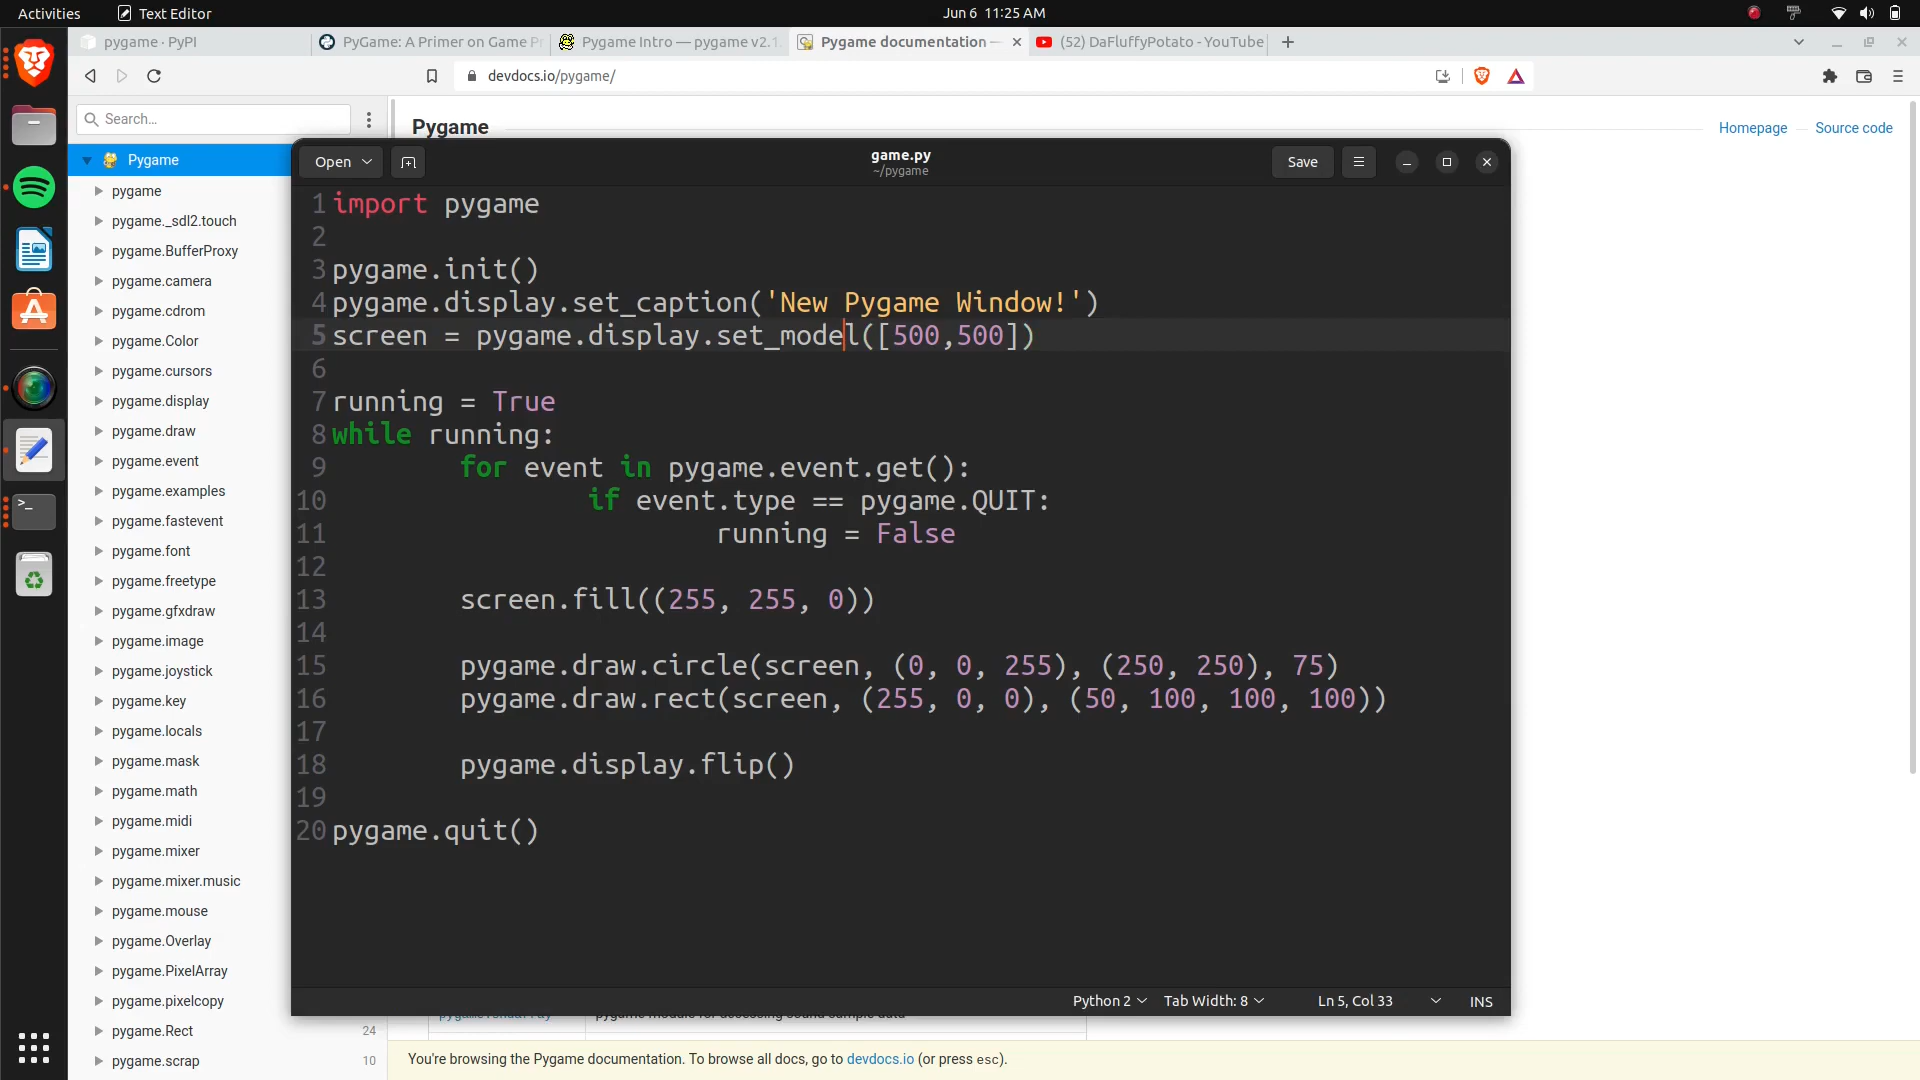 Activities
Text Editor
Jun 6 11:25 AM
pygame · PyPI
PyGame: A Primer on Game Pr
Pygame Intro — pygame v2.1.
Pygame documentation —
(52) DaFluffyPotato - YouTube
devdocs.io/pygame/
Search...
Pygame
Homepage
Source code
Pygame
pygame
pygame._sdl2.touch
pygame.BufferProxy
pygame.camera
pygame.cdrom
pygame.Color
pygame.cursors
pygame.display
pygame.draw
pygame.event
pygame.examples
pygame.fastevent
pygame.font
pygame.freetype
pygame.gfxdraw
pygame.image
pygame.joystick
pygame.key
pygame.locals
pygame.mask
pygame.math
pygame.midi
pygame.mixer
pygame.mixer.music
pygame.mouse
pygame.Overlay
pygame.PixelArray
pygame.pixelcopy
pygame.Rect 24
pygame.scrap 10
Open
game.py
~/pygame
Save
1 import pygame
2
3 pygame.init()
4 pygame.display.set_caption('New Pygame Window!')
5 screen = pygame.display.set_model([500,500])
6
7 running = True
8 while running:
9 for event in pygame.event.get():
10 if event.type == pygame.QUIT:
11 running = False
12
13 screen.fill((255, 255, 0))
14
15 pygame.draw.circle(screen, (0, 0, 255), (250, 250), 75)
16 pygame.draw.rect(screen, (255, 0, 0), (50, 100, 100, 100))
17
18 pygame.display.flip()
19
20 pygame.quit()
Python 2
Tab Width: 8
Ln 5, Col 33
INS
You're browsing the Pygame documentation. To browse all docs, go to devdocs.io (or press esc).